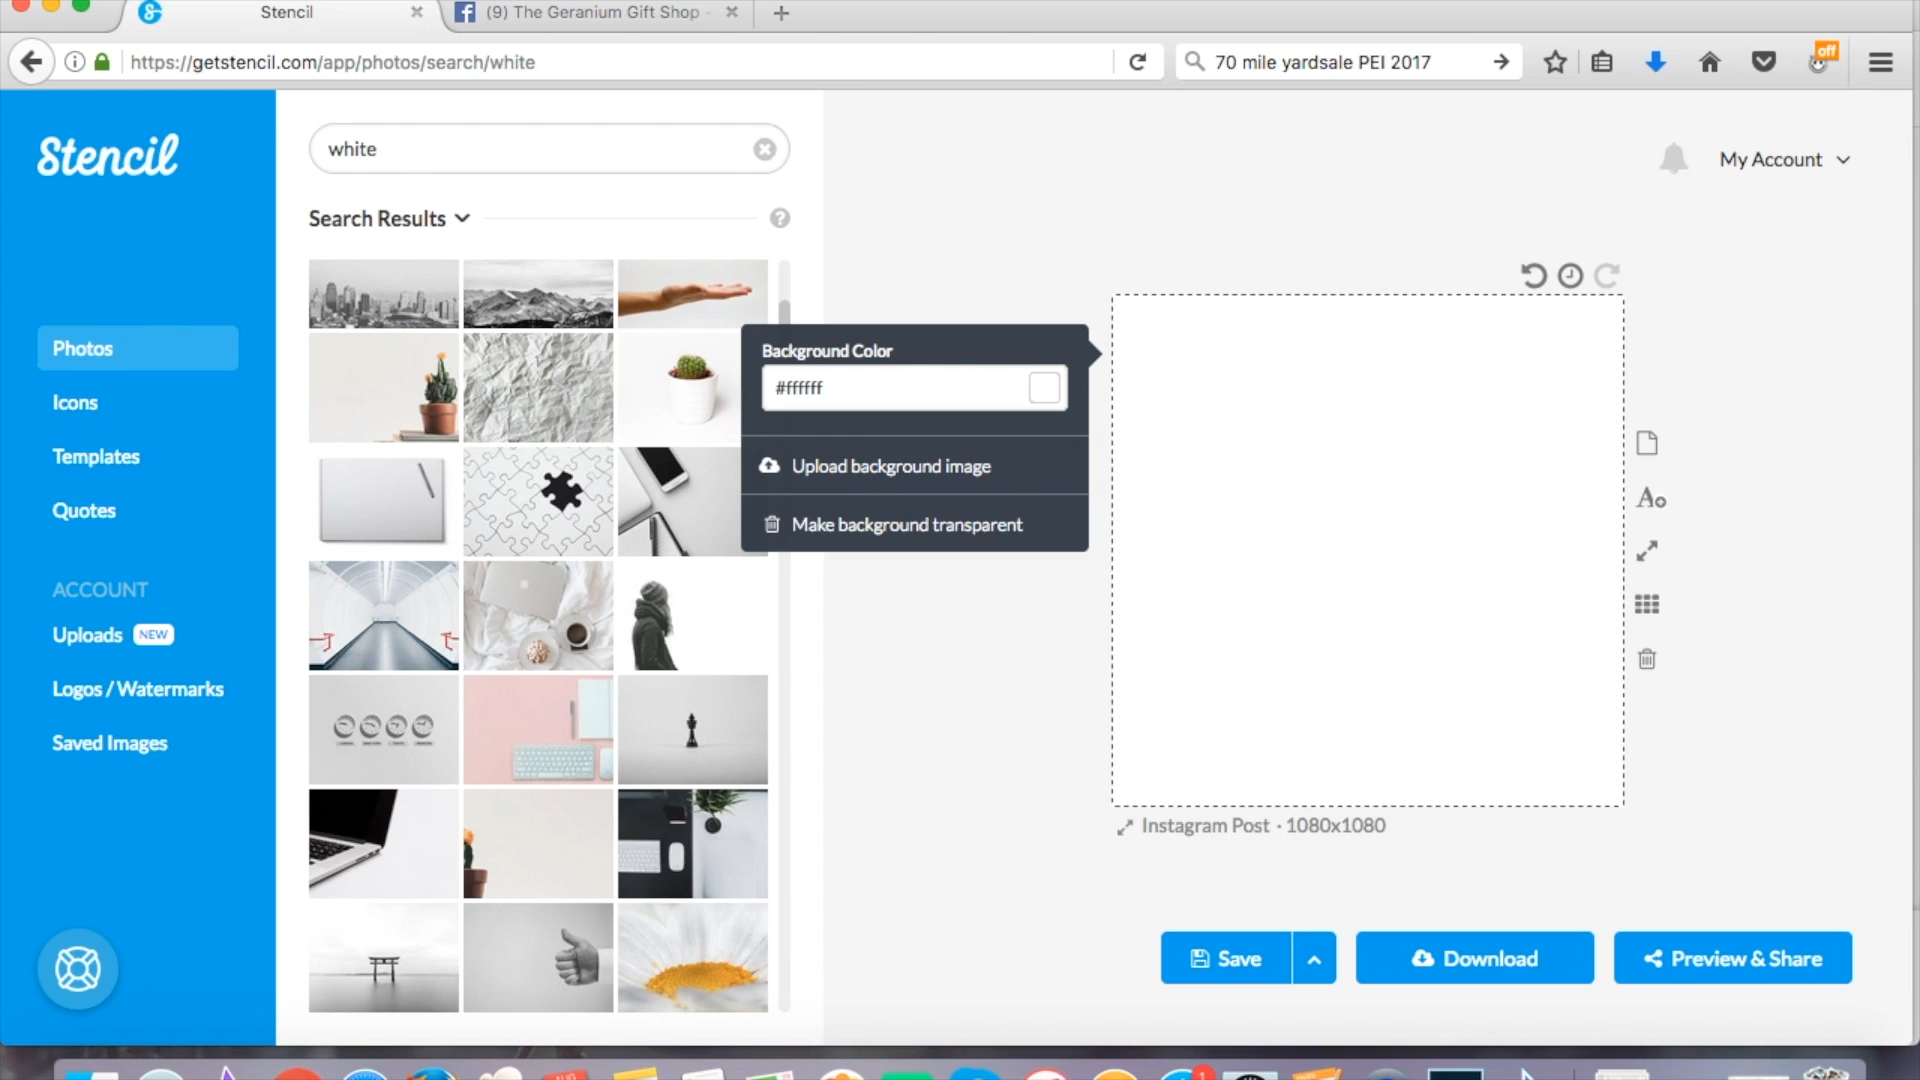 Stencil
(9) The Geranium Gift Shop -
https://getstencil.com/app/photos/search/white
70 mile yardsale PEI 2017
off
Stencil
white
My Account
Search Results
Photos
Icons
Templates
Quotes
ACCOUNT
Uploads NEW
Logos / Watermarks
Saved Images
Background Color
#ffffff
Upload background image
Make background transparent
Instagram Post · 1080x1080
Save
Download
Preview & Share
AUG
1